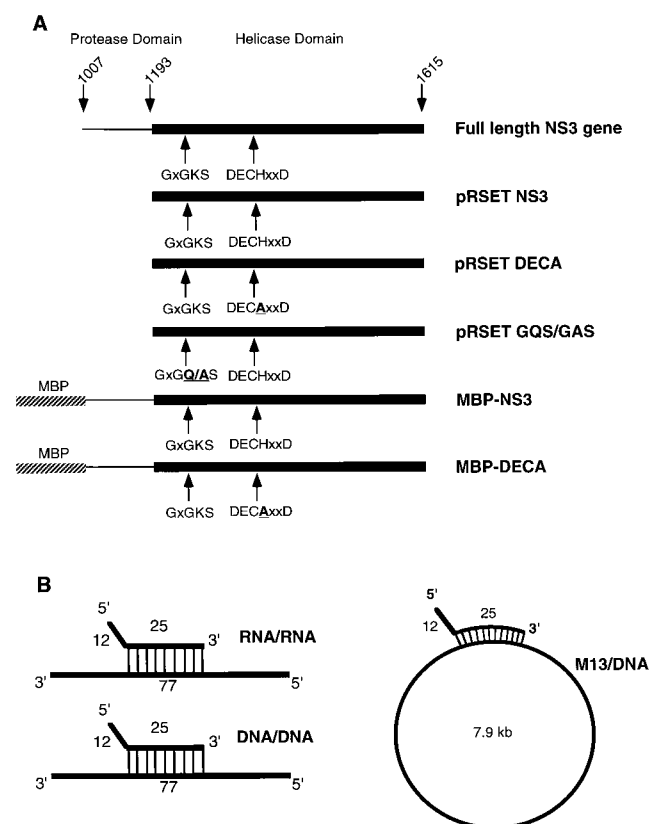 A
Protease Domain Helicase Domain
1007 1193 1615
Full length NS3 gene
GxGKS DECHxxD
pRSET NS3
GxGKS DECHxxD
pRSET DECA
GxGKS DECAxxD
pRSET GQS/GAS
GxGQ/AS DECHxxD
MBP
MBP-NS3
GxGKS DECHxxD
MBP
MBP-DECA
GxGKS DECAxxD
B
5'
25
12 3' RNA/RNA
3' 77 5'
5'
25
12 3' DNA/DNA
3' 77 5'
5'
25
12 3'
M13/DNA
7.9 kb